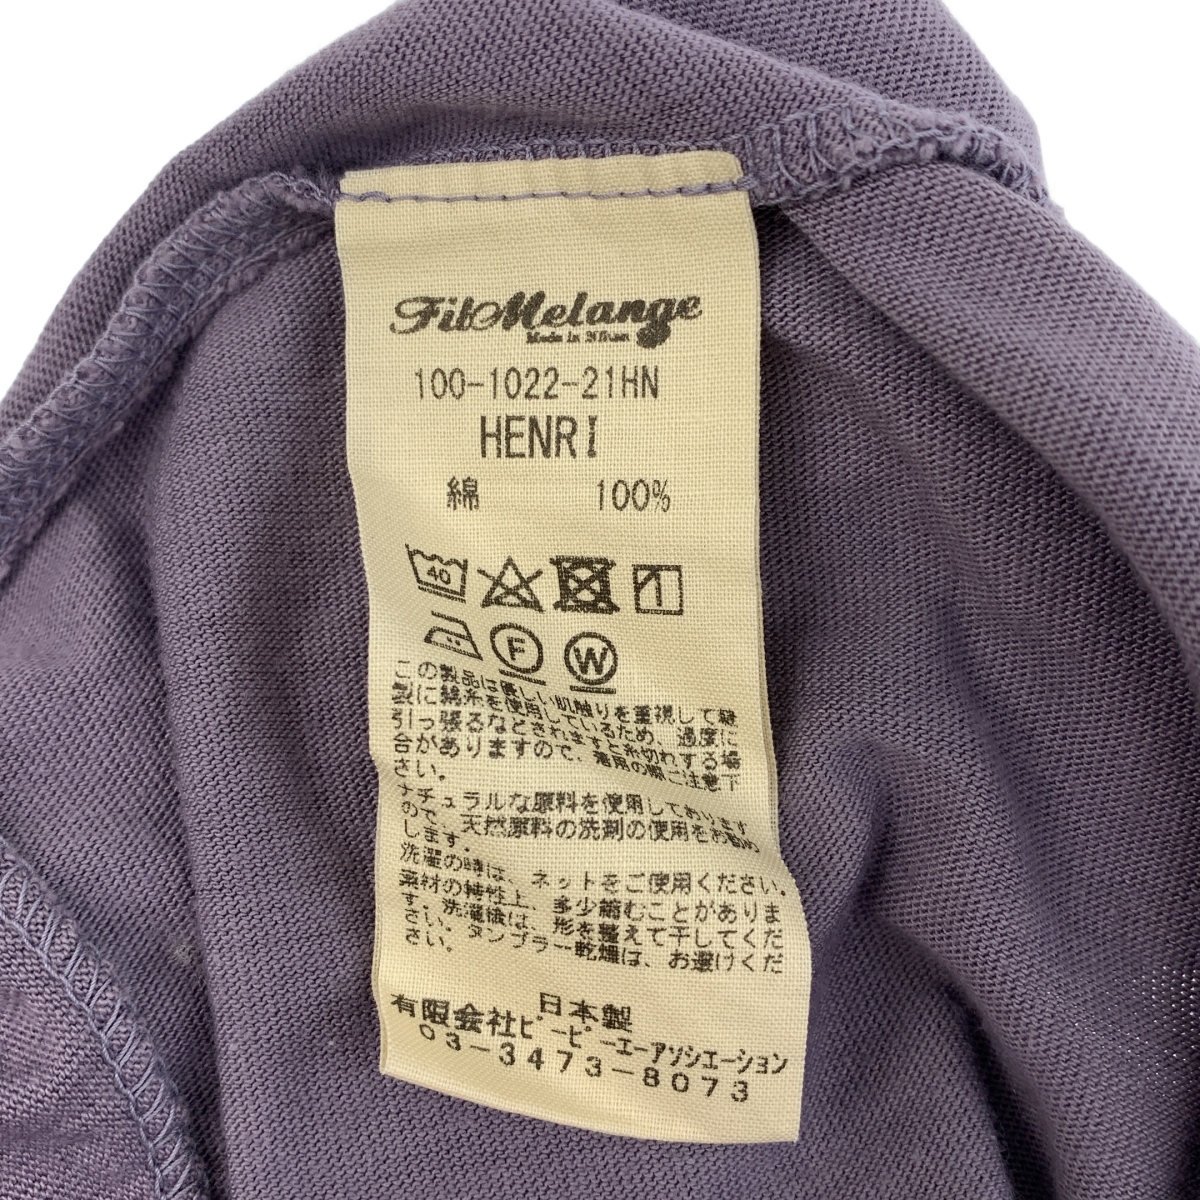 FilMelange
Made in Nihon
100-1022-21HN
HENRI
綿 100%
40
F W
この製品は優しい肌触りを重視して縫
製に綿糸を使用しているため、過度に
引っ張るなどされますと糸切れする場
合がありますので、着用の際ご注意下
さい。
ナチュラルな原料を使用しております
ので、天然原料の洗剤の使用をお勧め
します。
洗濯の時は、ネットをご使用ください。
素材の特性上、多少縮むことがありま
す。洗濯後は、形を整えて干してくだ
さい。タンブラー乾燥は、お避けくだ
さい。
日本製
有限会社ピーピーエーアソシエーション
03-3473-8073